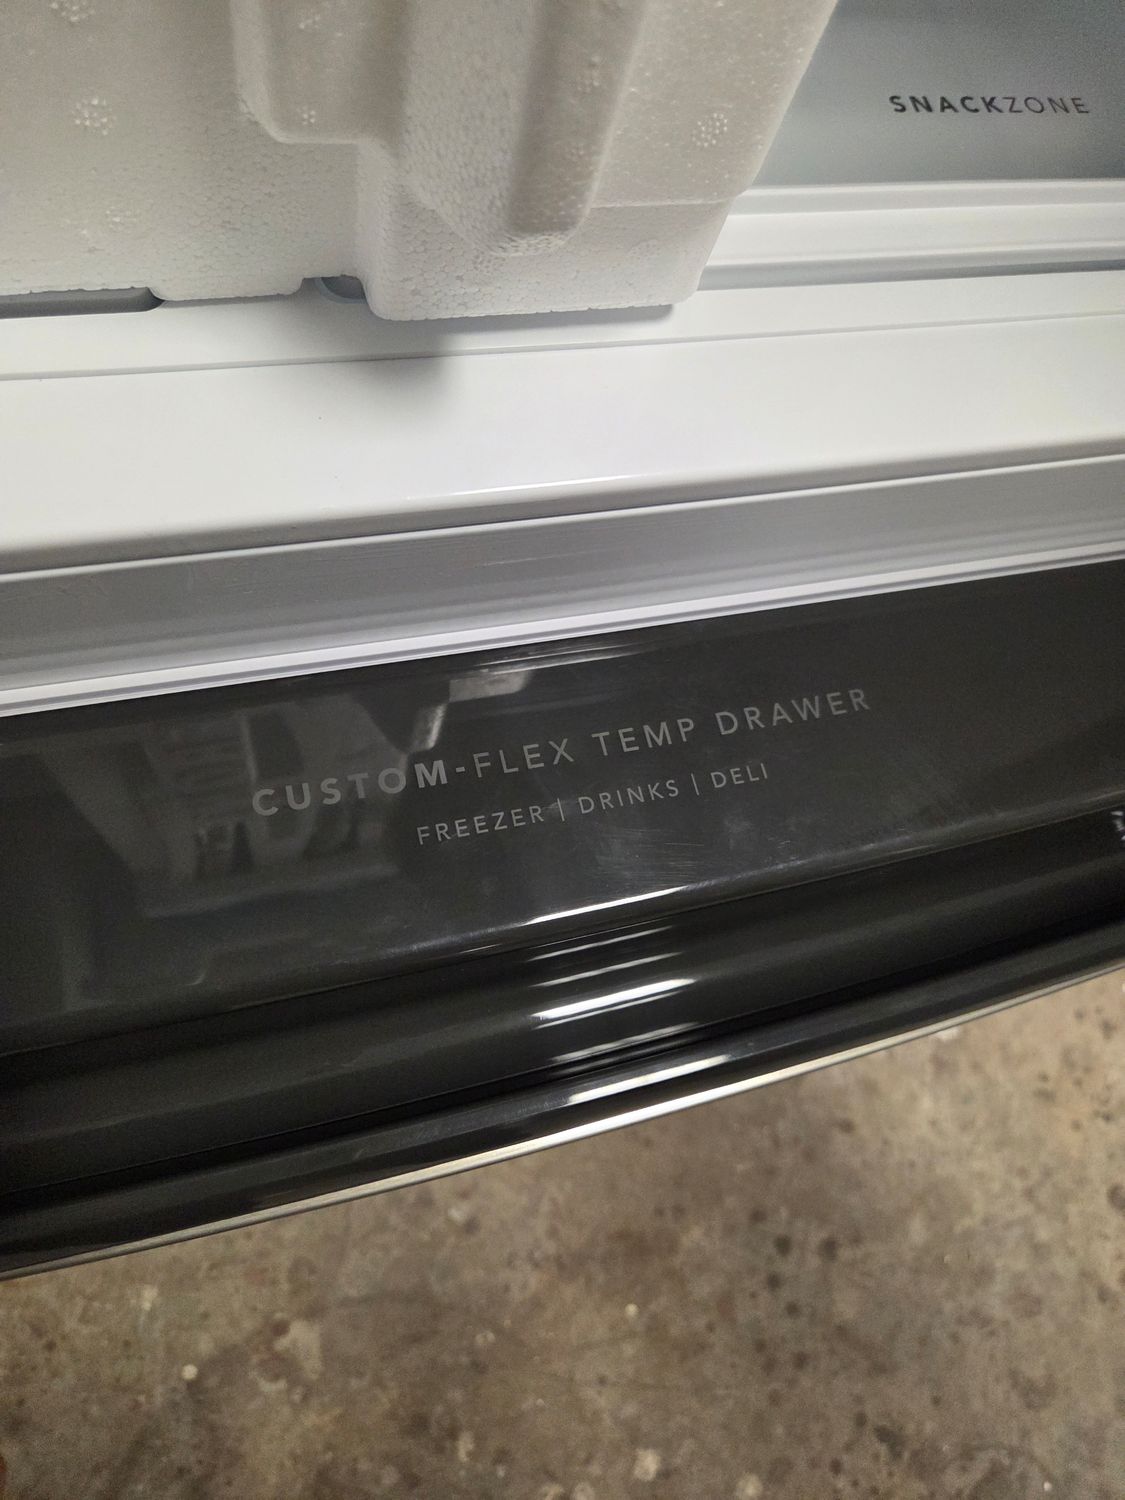 SNACKZONE
CUSTOM-FLEX TEMP DRAWER
FREEZER | DRINKS | DELI